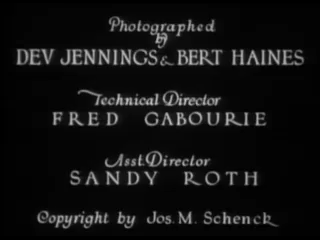 Photographed
by
DEV JENNINGS & BERT HAINES
Technical Director
FRED GABOURIE
Asst. Director
SANDY ROTH
Copyright by Jos. M. Schenck